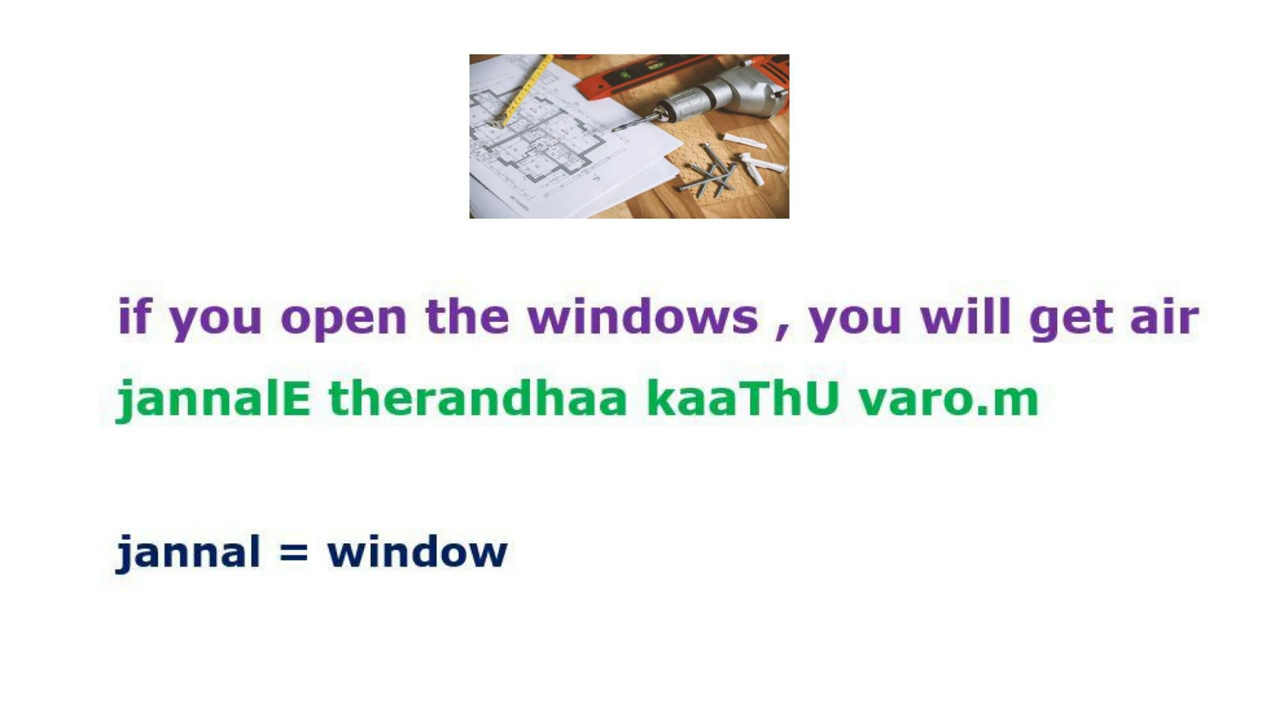 if you open the windows , you will get air
jannalE therandhaa kaaThU varo.m
jannal = window